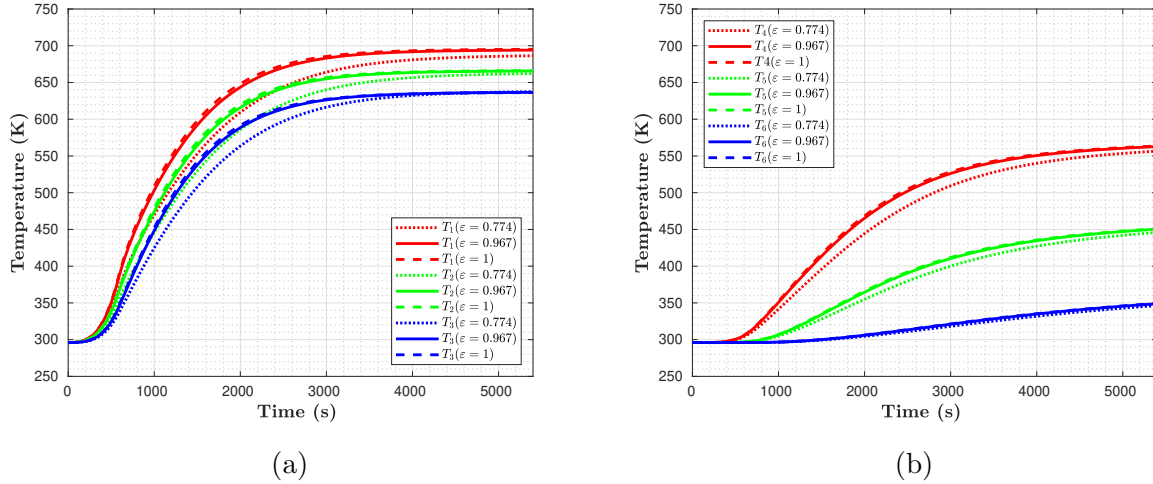 750
700
650
600
550
500
450
400
350
300
250
Temperature (K)
T₁(ε = 0.774)
T₁(ε = 0.967)
T₁(ε = 1)
T₂(ε = 0.774)
T₂(ε = 0.967)
T₂(ε = 1)
T₃(ε = 0.774)
T₃(ε = 0.967)
T₃(ε = 1)
0 1000 2000 3000 4000 5000
Time (s)
(a)
750
700
650
600
550
500
450
400
350
300
250
Temperature (K)
T₄(ε = 0.774)
T₄(ε = 0.967)
T4(ε = 1)
T₅(ε = 0.774)
T₅(ε = 0.967)
T₅(ε = 1)
T₆(ε = 0.774)
T₆(ε = 0.967)
T₆(ε = 1)
0 1000 2000 3000 4000 5000
Time (s)
(b)